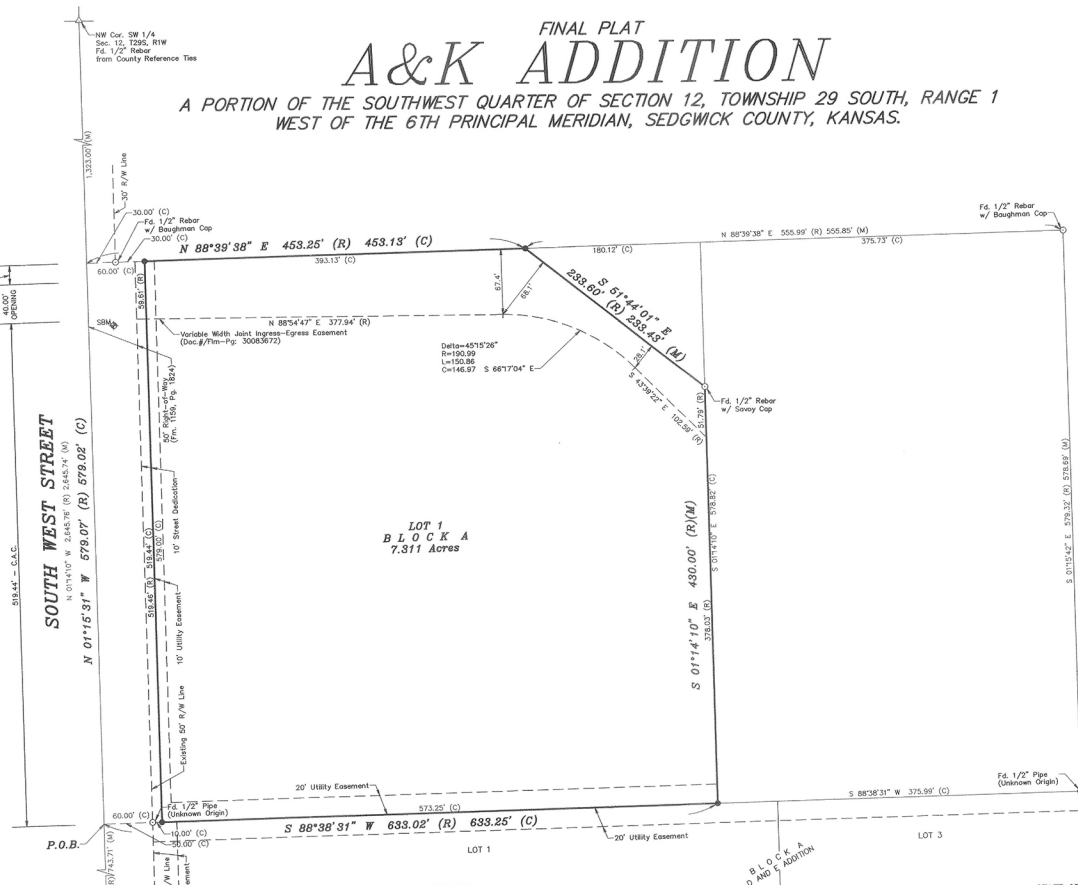 FINAL PLAT
A&K ADDITION
A PORTION OF THE SOUTHWEST QUARTER OF SECTION 12, TOWNSHIP 29 SOUTH, RANGE 1
WEST OF THE 6TH PRINCIPAL MERIDIAN, SEDGWICK COUNTY, KANSAS.
NW Cor. SW 1/4
Sec. 12, T29S, R1W
Fd. 1/2" Rebar
from County Reference Ties
1,323.00' (M)
30' R/W Line
30.00' (C)
Fd. 1/2" Rebar
w/ Baughman Cap
30.00' (C)
60.00' (C)
N 88°39'38" E 453.25' (R) 453.13' (C)
393.13' (C)
180.12' (C)
N 88°39'38" E 555.99' (R) 555.85' (M)
375.73' (C)
Fd. 1/2" Rebar
w/ Baughman Cap
40.00'
OPENING
59.61' (R)
67.4'
68.1'
S 51°44'01" E
233.60' (R) 233.43' (M)
N 88°54'47" E 377.94' (R)
Variable Width Joint Ingress-Egress Easement
(Doc.#/Flm-Pg: 30083672)
Delta=45°15'26"
R=190.99
L=150.86
C=146.97 S 66°17'04" E
28.1'
S 43°39'22" E 102.59' (R)
51.79' (R)
Fd. 1/2" Rebar
w/ Savoy Cap
50' Right-of-Way
(Fm. 1159, Pg. 1824)
SOUTH WEST STREET
N 01°14'10" W 2,645.76' (R) 2,645.74' (M)
N 01°15'31" W 579.07' (R) 579.02' (C)
519.44' - C.A.C.
10' Street Dedication
519.46' (R) 519.44' (C)
579.00' (C)
10' Utility Easement
Existing 50' R/W Line
LOT 1
BLOCK A
7.311 Acres
S 01°14'10" E 430.00' (R)(M)
378.03' (R)
S 01°14'10" E 578.82' (C)
S 01°15'42" E 579.32' (R) 578.69' (M)
20' Utility Easement
Fd. 1/2" Pipe
(Unknown Origin)
573.25' (C)
Fd. 1/2" Pipe
(Unknown Origin)
S 88°38'31" W 375.99' (C)
60.00' (C)
10.00' (C)
50.00' (C)
P.O.B.
S 88°38'31" W 633.02' (R) 633.25' (C)
20' Utility Easement
LOT 1
LOT 3
BLOCK A
D AND E ADDITION